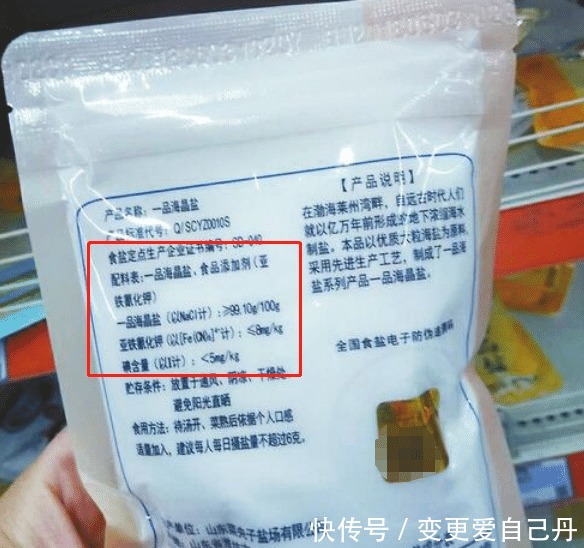 产品名称：一品海晶盐
产品标准代号：Q/SCYZ0010S
食盐定点生产企业证书编号：SD-040
配料表：一品海晶盐、食品添加剂（亚
铁氰化钾）
一品海晶盐（以NaCl计）：≥99.10g/100g
亚铁氰化钾（以[Fe(CN)₆]⁴⁻计）：≤8mg/kg
碘含量（以I计）：＜5mg/kg
贮存条件：放置于通风、阴凉、干燥处
避免阳光直晒
食用方法：待汤开、菜熟后依据个人口感
适量加入，建议每人每日摄盐量不超过6克。
单位：山东莱央子盐场有限公
【产品说明】
在渤海莱州湾畔，自远古时代人们
就以亿万年前形成的地下浓缩海水
制盐。本品以优质大粒海盐为原料，
采用先进生产工艺，制成了一品海
盐系列产品一品海晶盐。
全国食盐电子防伪追溯码
快传号 / 变更爱自己丹